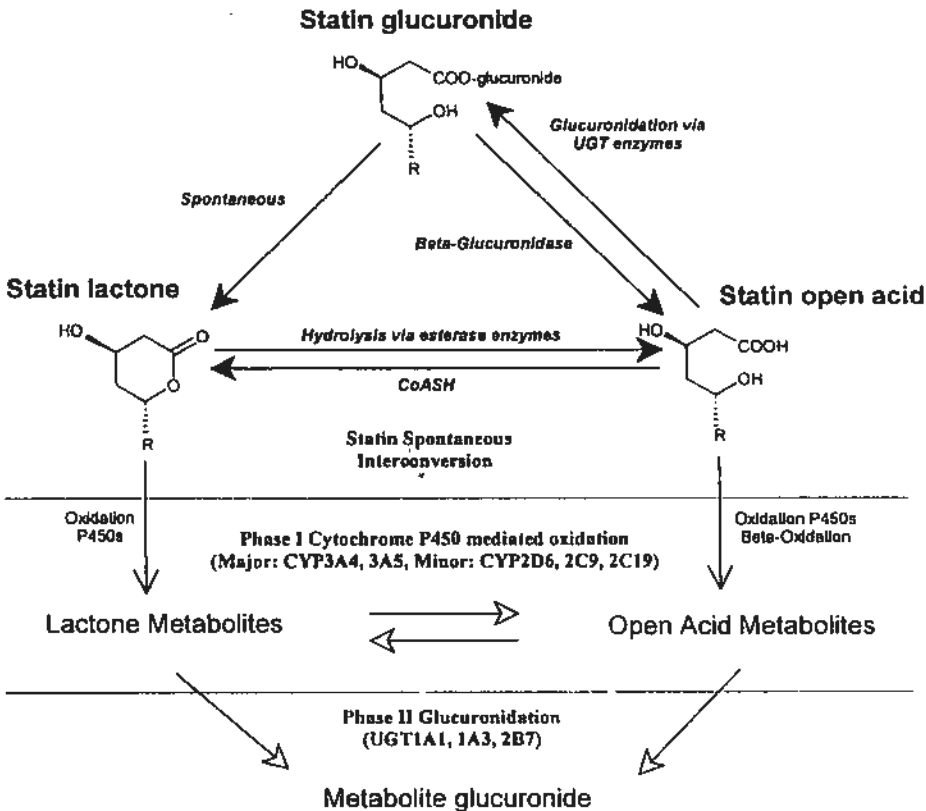 Statin glucuronide
HO
COO-glucuronide
OH
R
Glucuronidation via
UGT enzymes
Spontaneous
Beta-Glucuronidase
Statin lactone
Statin open acid
HO
O
O
R
Hydrolysis via esterase enzymes
CoASH
HO
COOH
OH
R
Statin Spontaneous
Interconversion
Oxidation
P450s
Phase I Cytochrome P450 mediated oxidation
(Major: CYP3A4, 3A5, Minor: CYP2D6, 2C9, 2C19)
Oxidation P450s
Beta-Oxidation
Lactone Metabolites
Open Acid Metabolites
Phase II Glucuronidation
(UGT1A1, 1A3, 2B7)
Metabolite glucuronide